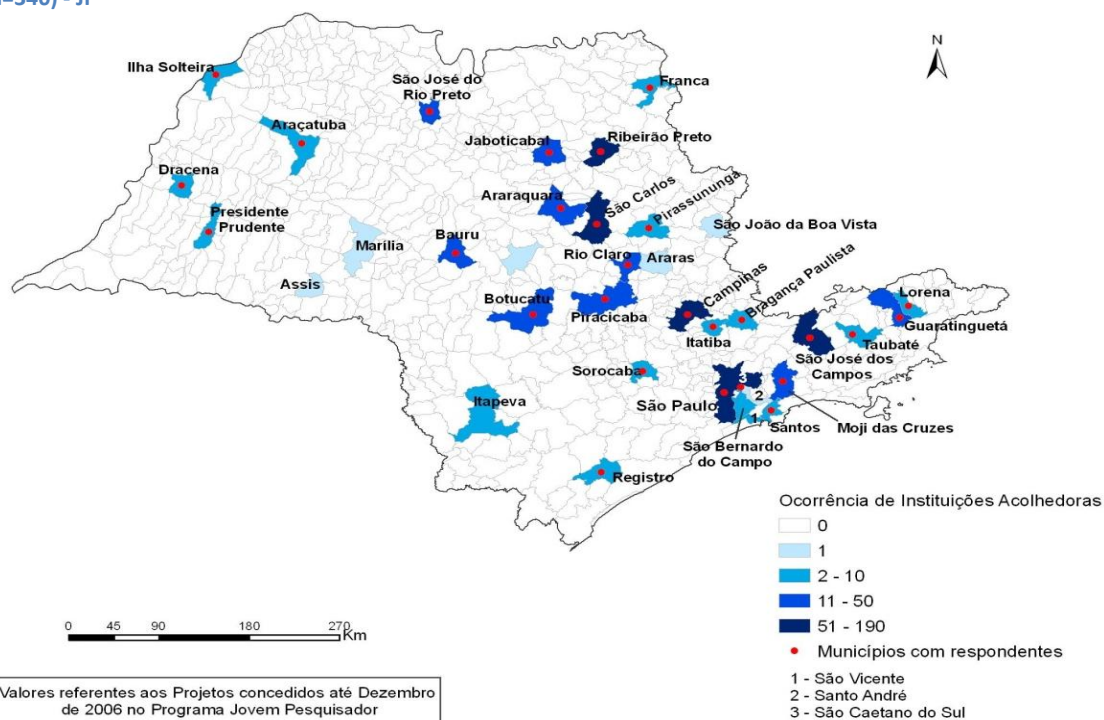 N
Ilha Solteira
São José do
Rio Preto
Franca
Araçatuba
Jaboticabal
Ribeirão Preto
Dracena
Araraquara
São Carlos
Pirassununga
Presidente
Prudente
São João da Boa Vista
Marilia
Bauru
Rio Claro
Araras
Assis
Botucatu
Piracicaba
Campinas
Bragança Paulista
Lorena
Itatiba
Guaratinguetá
Taubaté
São José dos
Campos
Sorocaba
Itapeva
São Paulo
3
2
1
Santos
Moji das Cruzes
São Bernardo
do Campo
Registro
Ocorrência de Instituições Acolhedoras
0
1
2 - 10
11 - 50
51 - 190
Municípios com respondentes
1 - São Vicente
2 - Santo André
3 - São Caetano do Sul
0 45 90 180 270
Km
Valores referentes aos Projetos concedidos até Dezembro
de 2006 no Programa Jovem Pesquisador